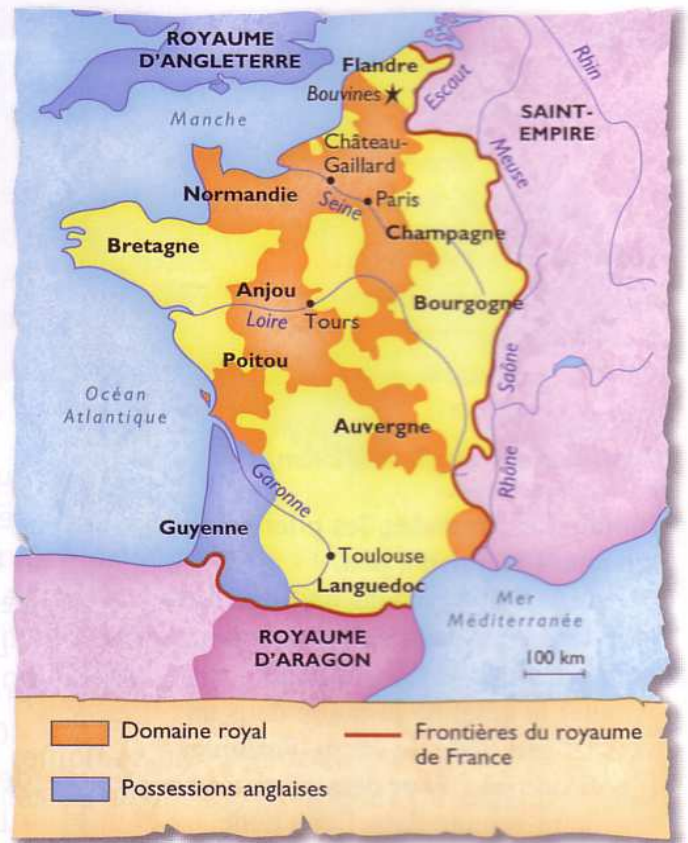 ROYAUME
D'ANGLETERRE
Flandre
Bouvines
Escaut
Rhin
Manche
SAINT-
EMPIRE
Château-
Gaillard
Meuse
Normandie
Seine
Paris
Bretagne
Champagne
Anjou
Bourgogne
Loire
Tours
Saône
Poitou
Océan
Atlantique
Auvergne
Rhône
Garonne
Guyenne
Toulouse
Languedoc
Mer
Méditerranée
ROYAUME
D'ARAGON
100 km
Domaine royal
Frontières du royaume
de France
Possessions anglaises